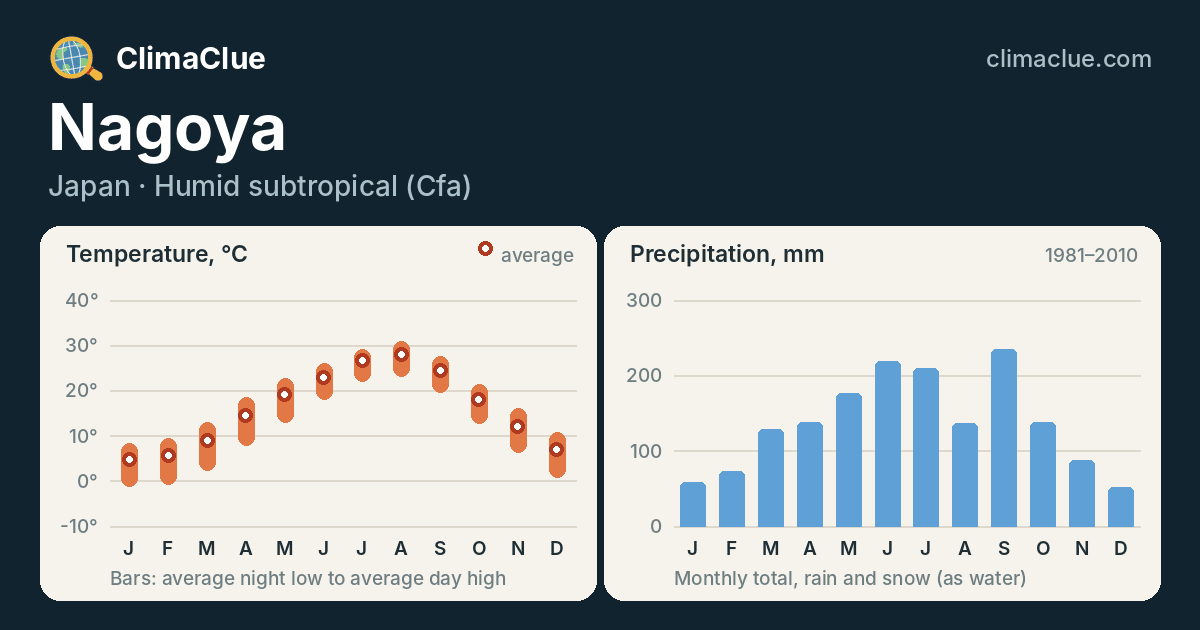 ClimaClue
climaclue.com
Nagoya
Japan · Humid subtropical (Cfa)
Temperature, °C
average
40°
30°
20°
10°
0°
-10°
J F M A M J J A S O N D
Bars: average night low to average day high
Precipitation, mm
1981–2010
300
200
100
0
J F M A M J J A S O N D
Monthly total, rain and snow (as water)